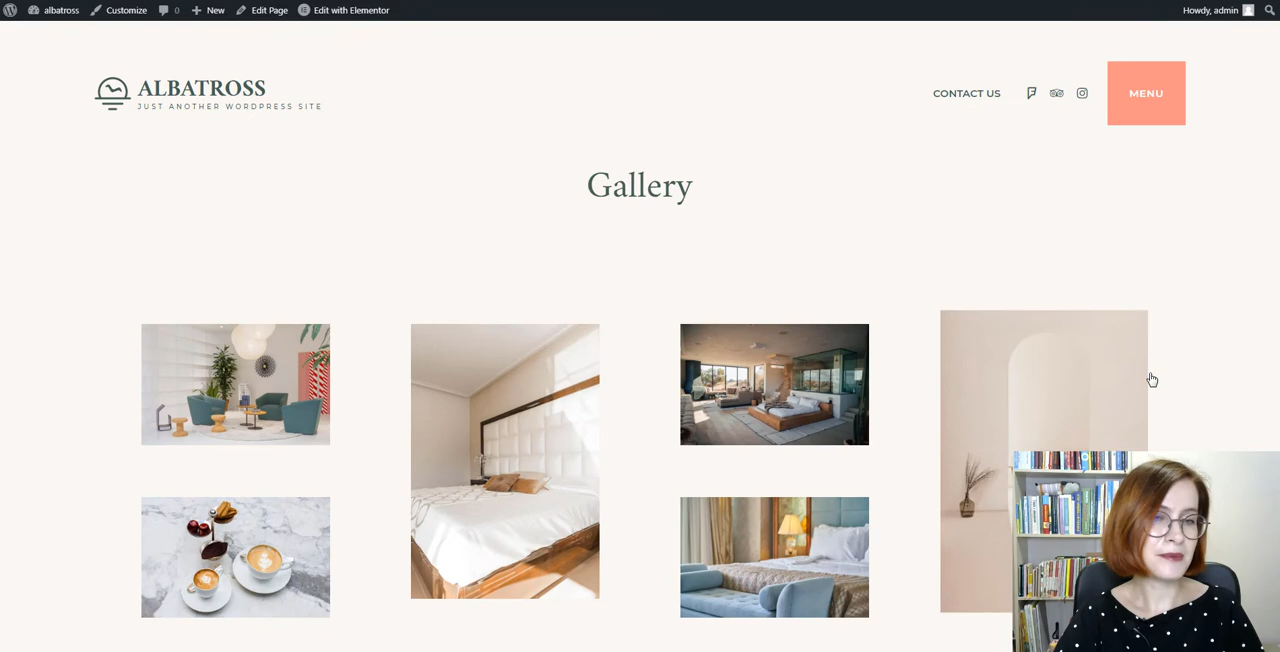 albatross Customize 0 New Edit Page Edit with Elementor Howdy, admin
ALBATROSS
JUST ANOTHER WORDPRESS SITE
CONTACT US
MENU
Gallery